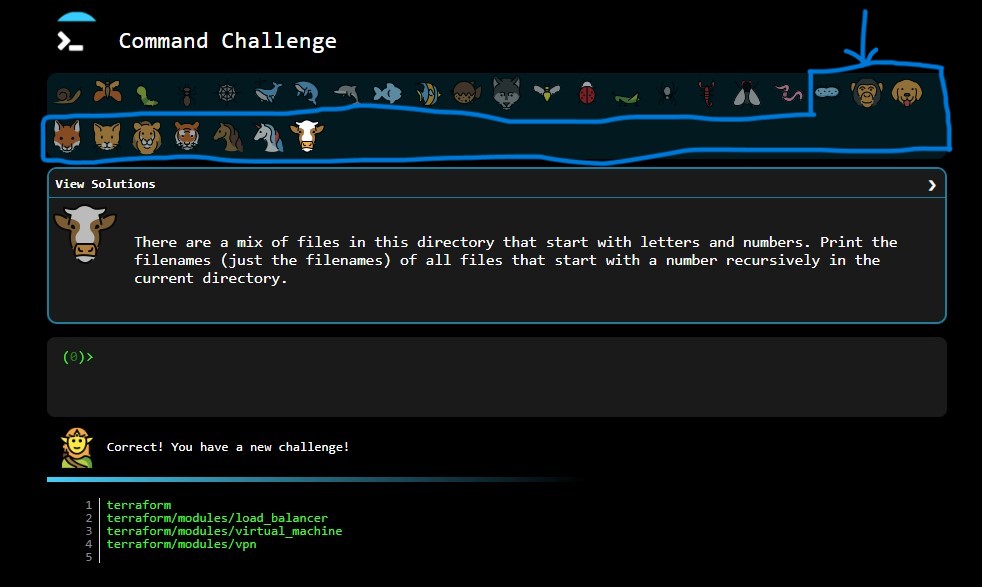 Command Challenge
View Solutions
There are a mix of files in this directory that start with letters and numbers. Print the
filenames (just the filenames) of all files that start with a number recursively in the
current directory.
(0)>
Correct! You have a new challenge!
1 terraform
2 terraform/modules/load_balancer
3 terraform/modules/virtual_machine
4 terraform/modules/vpn
5